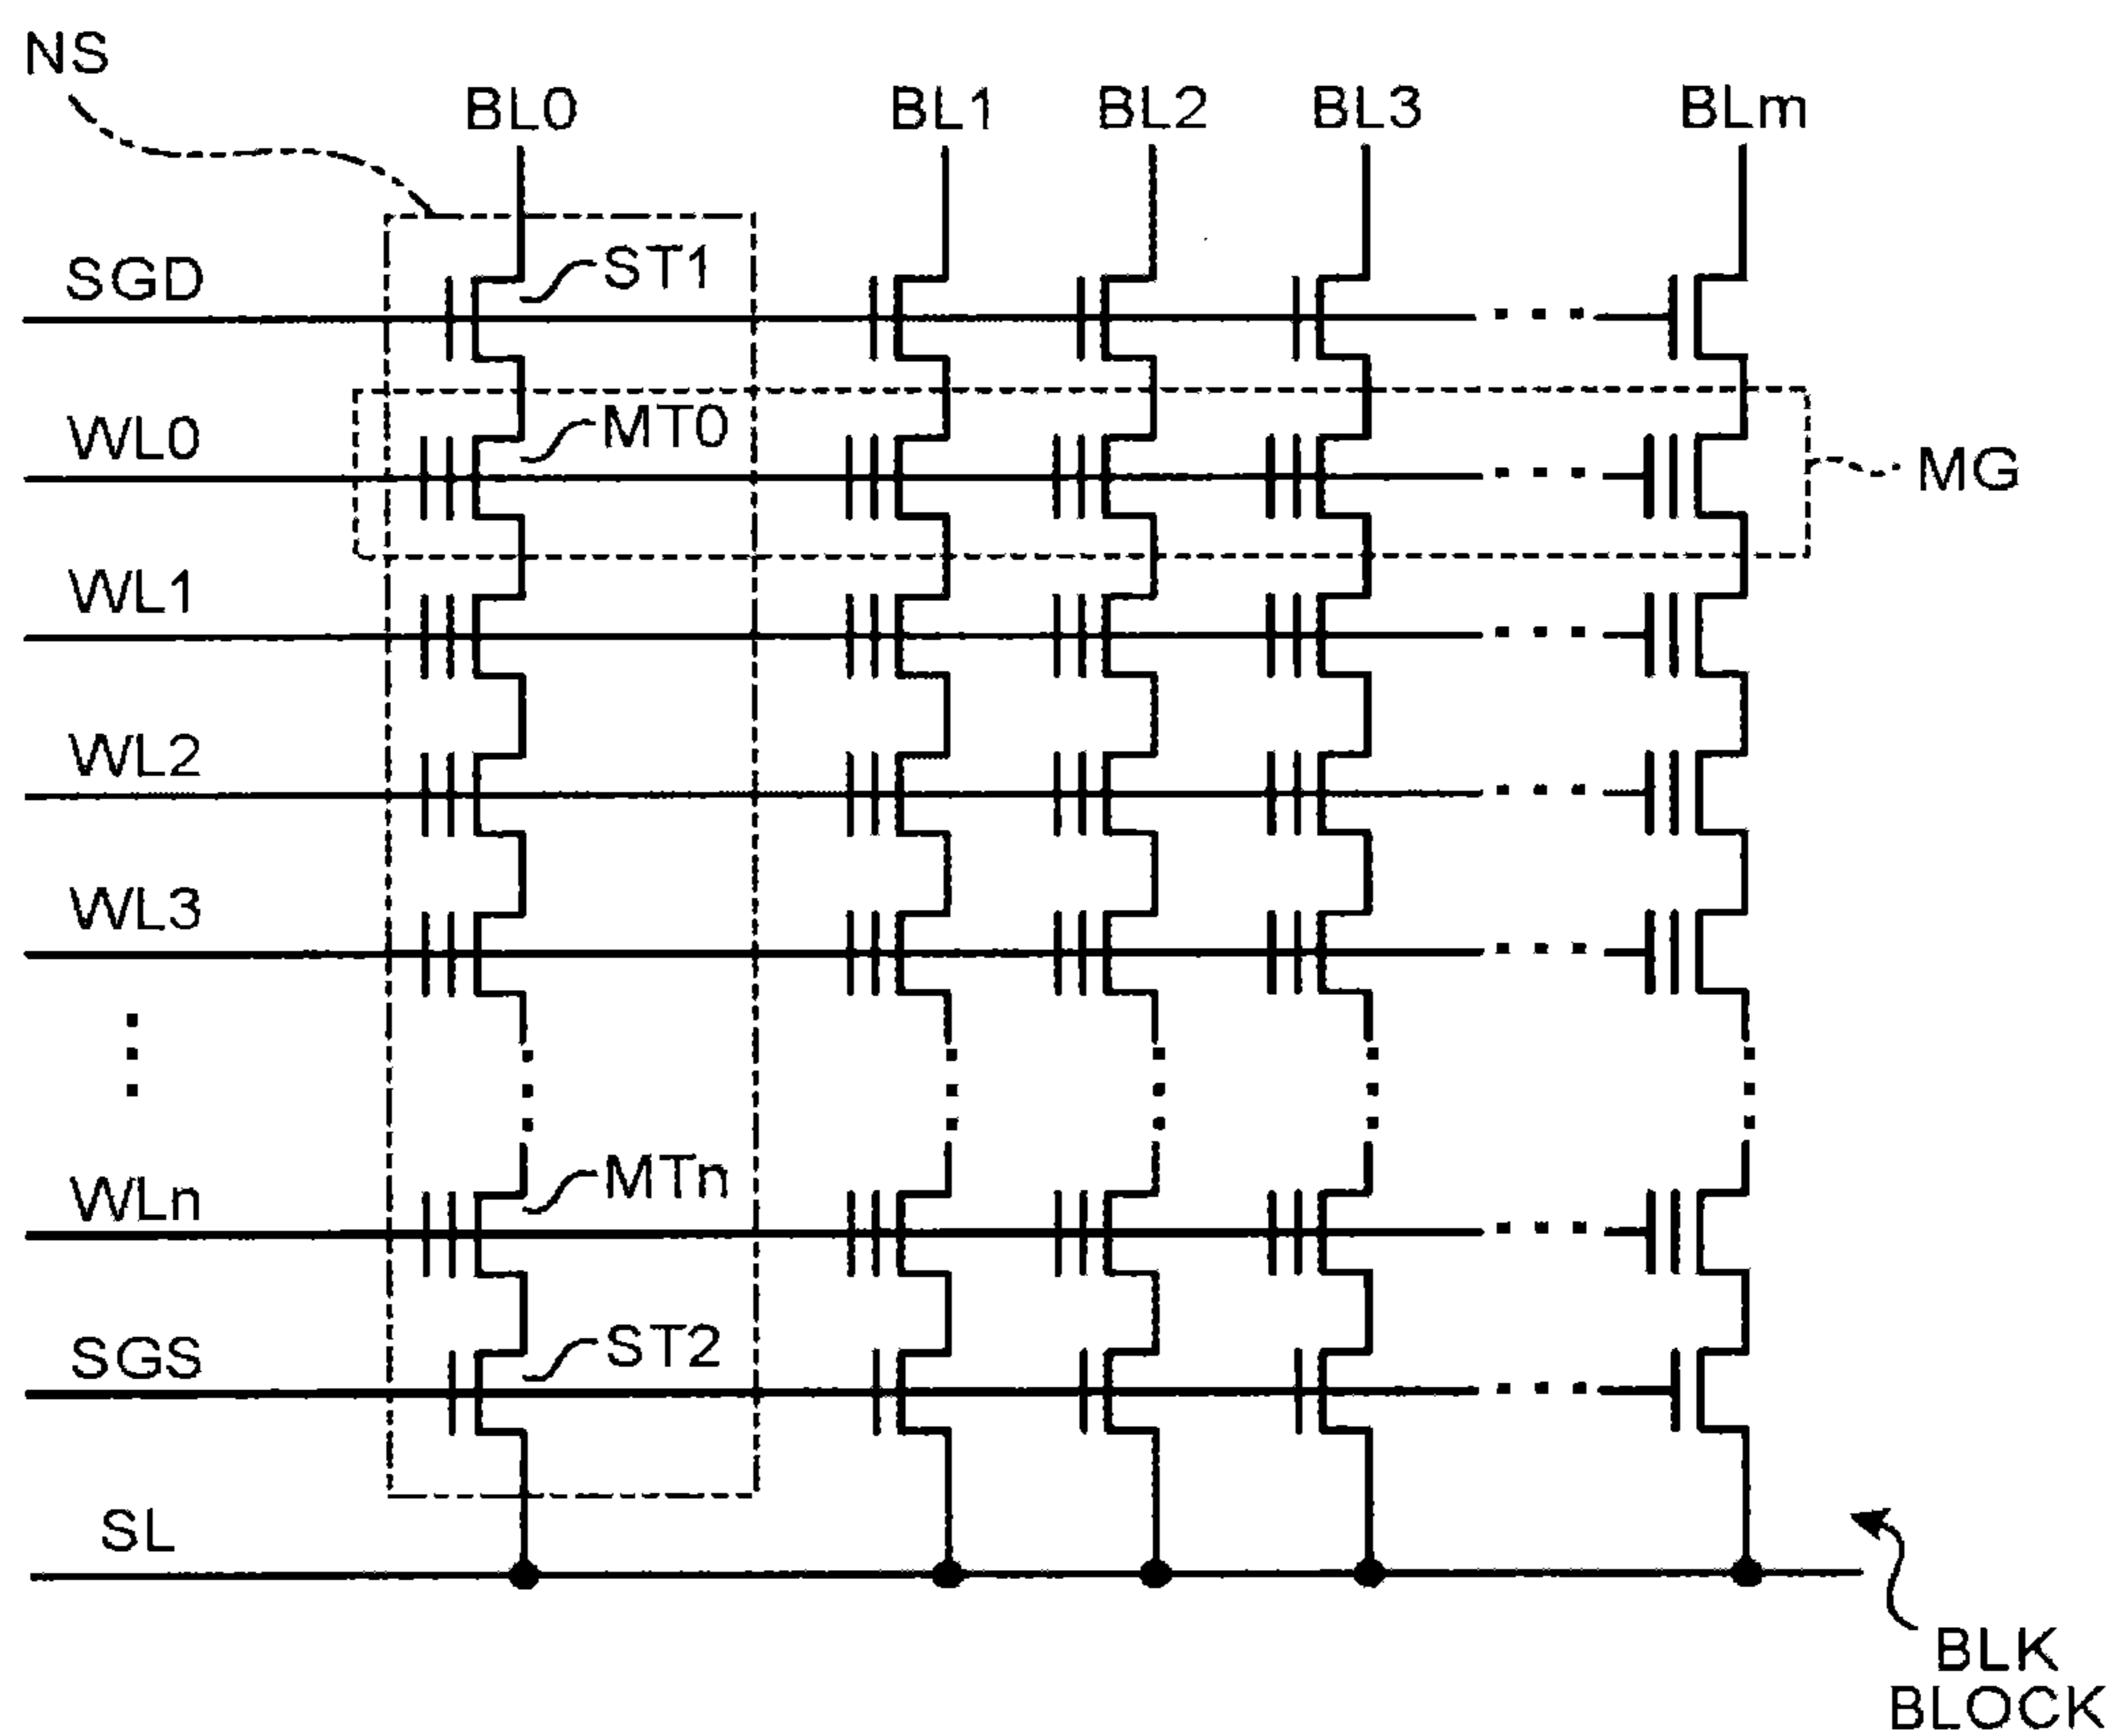 NS
BL0
BL1
BL2
BL3
BLm
SGD
ST1
WL0
MT0
MG
WL1
WL2
WL3
WLn
MTn
SGS
ST2
SL
BLK
BLOCK